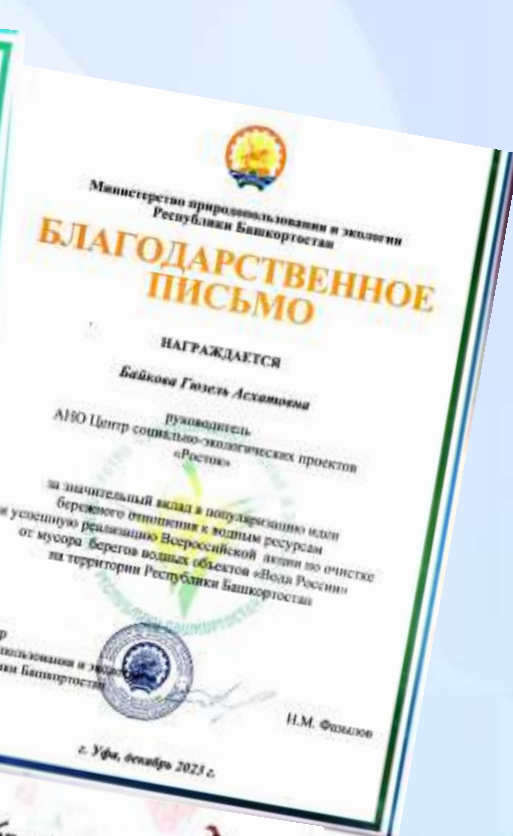 Министерство природопользования и экологии
Республики Башкортостан
БЛАГОДАРСТВЕННОЕ
ПИСЬМО
НАГРАЖДАЕТСЯ
Байкова Гюзель Асхатовна
руководитель
АНО Центр социально-экологических проектов
«Росток»
за значительный вклад в популяризацию идеи
бережного отношения к водным ресурсам
и успешную реализацию Всероссийской акции по очистке
от мусора берегов водных объектов «Вода России»
на территории Республики Башкортостан
Башкортостан
Н.М. Фазылов
г. Уфа, декабрь 2023 г.